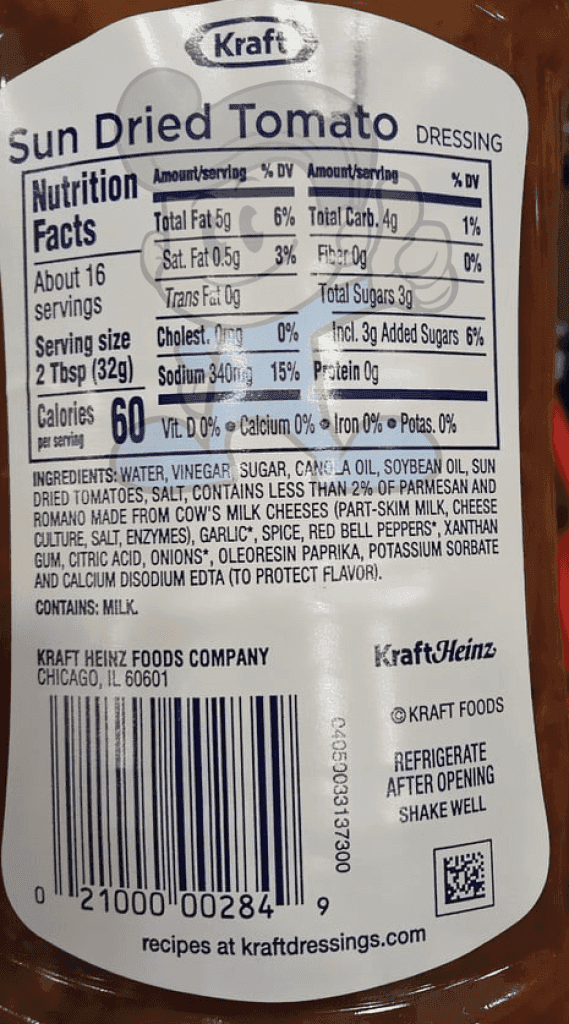 Kraft
Sun Dried Tomato DRESSING
Nutrition Facts
About 16 servings
Serving size 2 Tbsp (32g)
Calories per serving 60
Amount/serving % DV Amount/serving % DV
Total Fat 5g 6% Total Carb. 4g 1%
Sat. Fat 0.5g 3% Fiber 0g 0%
Trans Fat 0g Total Sugars 3g
Cholest. 0mg 0% Incl. 3g Added Sugars 6%
Sodium 340mg 15% Protein 0g
Vit. D 0% • Calcium 0% • Iron 0% • Potas. 0%
INGREDIENTS: WATER, VINEGAR, SUGAR, CANOLA OIL, SOYBEAN OIL, SUN
DRIED TOMATOES, SALT, CONTAINS LESS THAN 2% OF PARMESAN AND
ROMANO MADE FROM COW'S MILK CHEESES (PART-SKIM MILK, CHEESE
CULTURE, SALT, ENZYMES), GARLIC*, SPICE, RED BELL PEPPERS*, XANTHAN
GUM, CITRIC ACID, ONIONS*, OLEORESIN PAPRIKA, POTASSIUM SORBATE
AND CALCIUM DISODIUM EDTA (TO PROTECT FLAVOR).
CONTAINS: MILK.
KRAFT HEINZ FOODS COMPANY
CHICAGO, IL 60601
KraftHeinz
© KRAFT FOODS
REFRIGERATE
AFTER OPENING
SHAKE WELL
04050033137300
0 21000 00284 9
recipes at kraftdressings.com